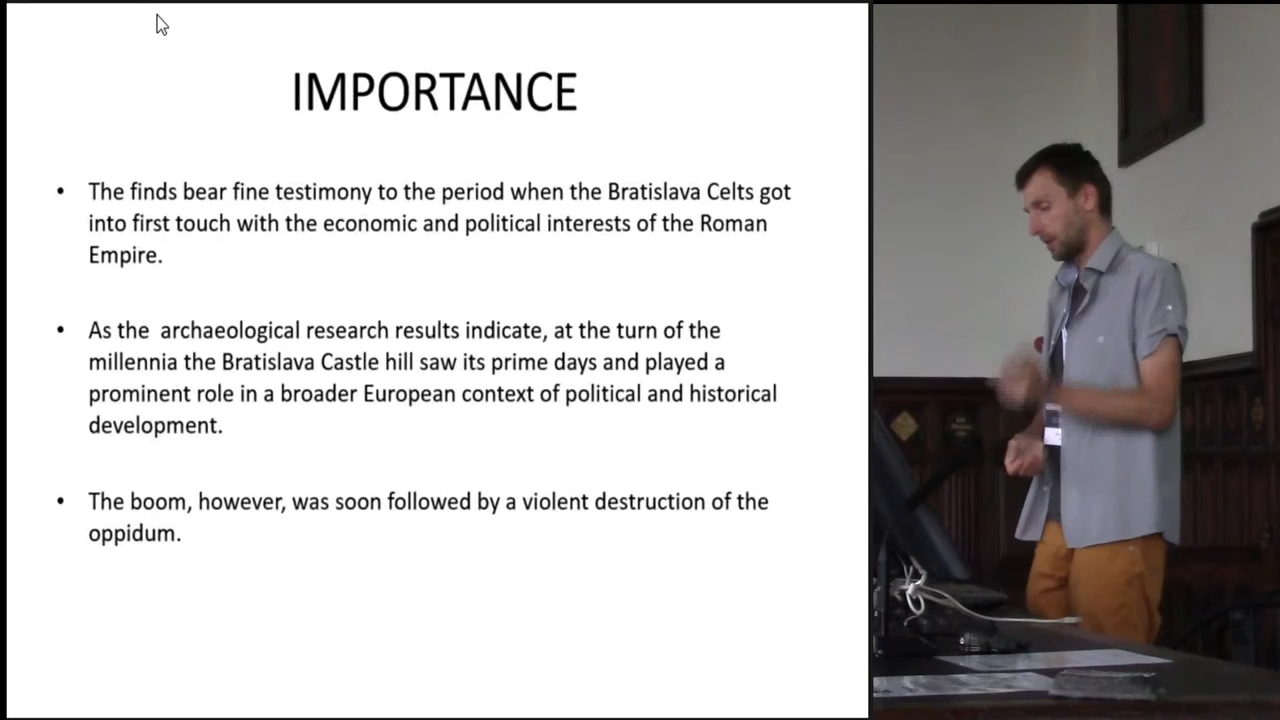 IMPORTANCE
• The finds bear fine testimony to the period when the Bratislava Celts got
into first touch with the economic and political interests of the Roman
Empire.
• As the archaeological research results indicate, at the turn of the
millennia the Bratislava Castle hill saw its prime days and played a
prominent role in a broader European context of political and historical
development.
• The boom, however, was soon followed by a violent destruction of the
oppidum.